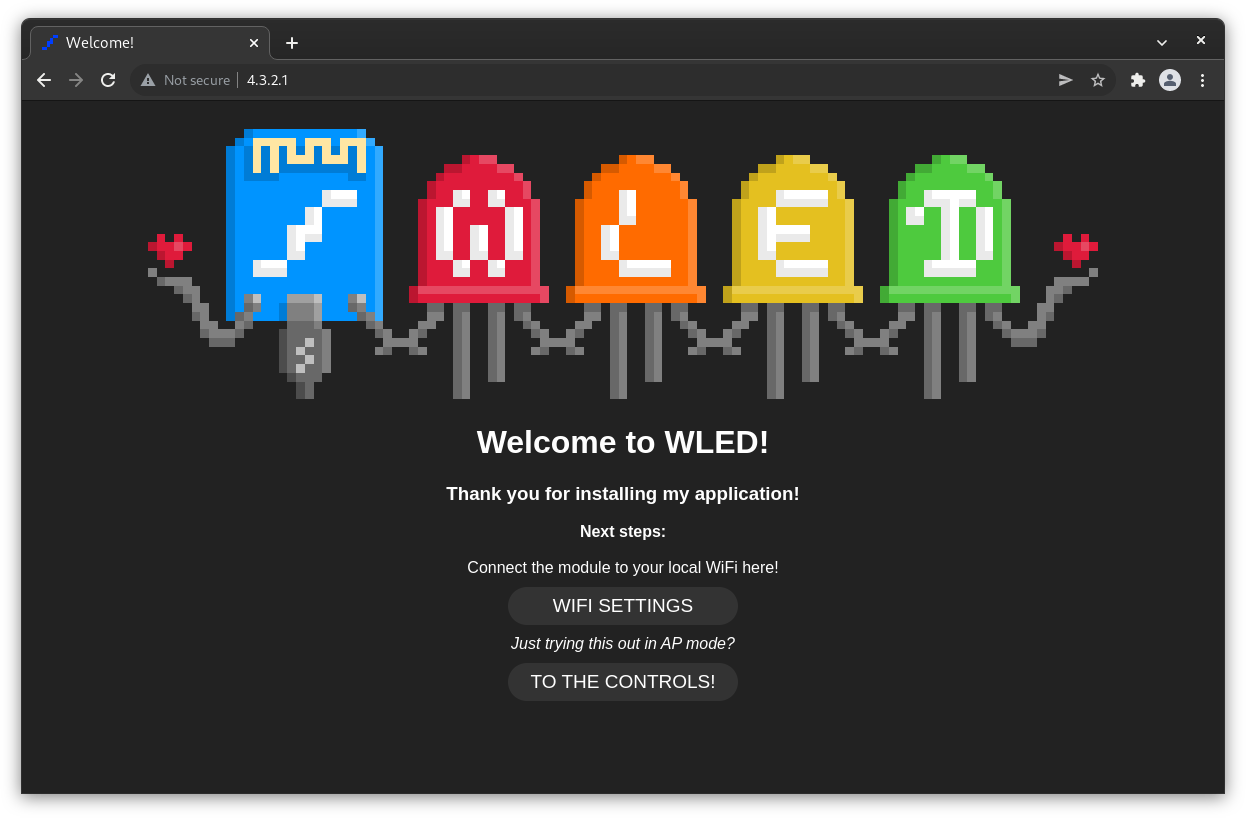 Welcome!
Not secure
4.3.2.1
WLED
Welcome to WLED!
Thank you for installing my application!
Next steps:
Connect the module to your local WiFi here!
WIFI SETTINGS
Just trying this out in AP mode?
TO THE CONTROLS!